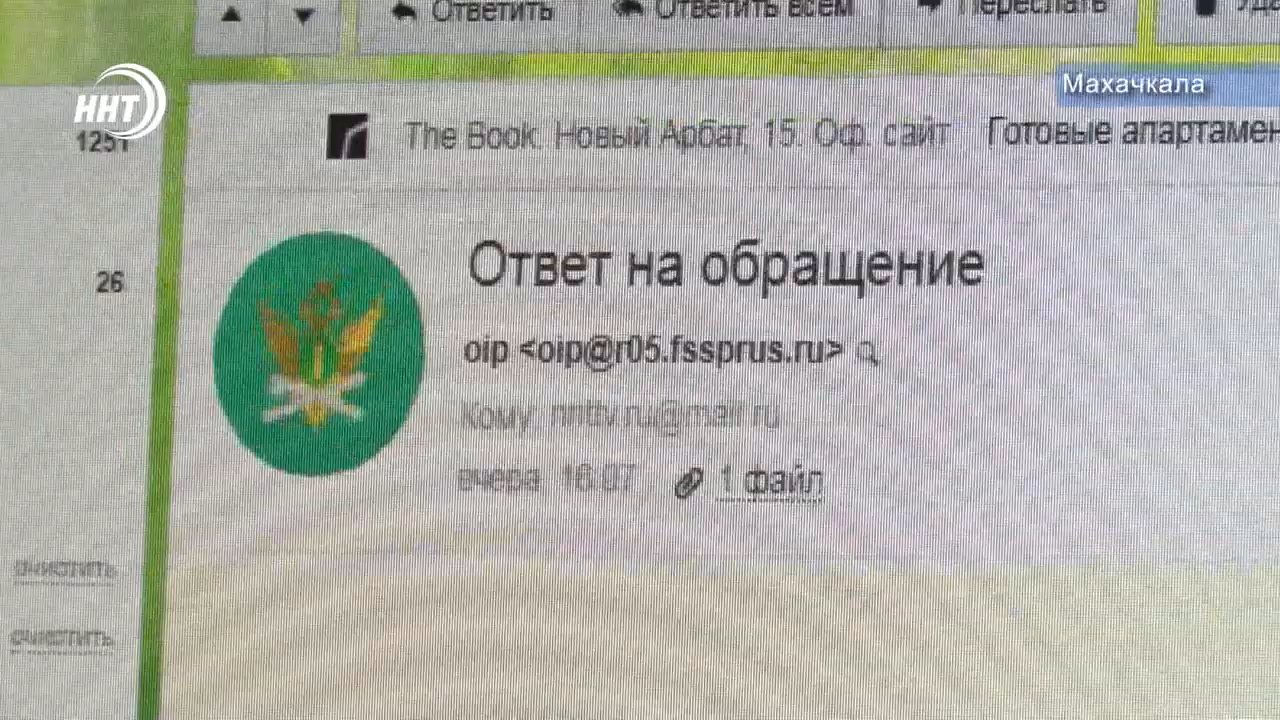 Ответить
Ответить всем
Переслать
ННТ
Махачкала
1251
The Book. Новый Арбат, 15. Оф. сайт Готовые апартамен
Ответ на обращение
26
oip <oip@r05.fssprus.ru>
Кому: nnttv.ru@mail.ru
вчера 16:07 1 файл
очистить
очистить